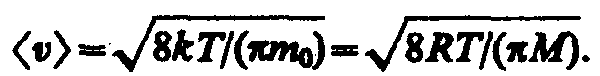 ⟨v⟩ = √8kT/(πm₀) = √8RT/(πM).